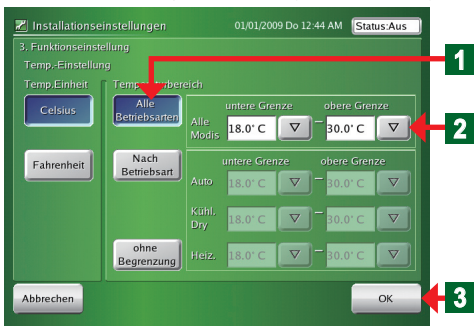 Installationseinstellungen 01/01/2009 Do 12:44 AM Status:Aus
3. Funktionseinstellung
Temp.-Einstellung
Temp.Einheit
Celsius
Fahrenheit
Alle
Betriebsarten
Nach
Betriebsart
ohne
Begrenzung
untere Grenze obere Grenze
Alle
Modis 18.0°C – 30.0°C
untere Grenze obere Grenze
Auto 18.0°C – 30.0°C
Kühl.
Dry 18.0°C – 30.0°C
Heiz. 18.0°C – 30.0°C
Abbrechen OK
1
2
3